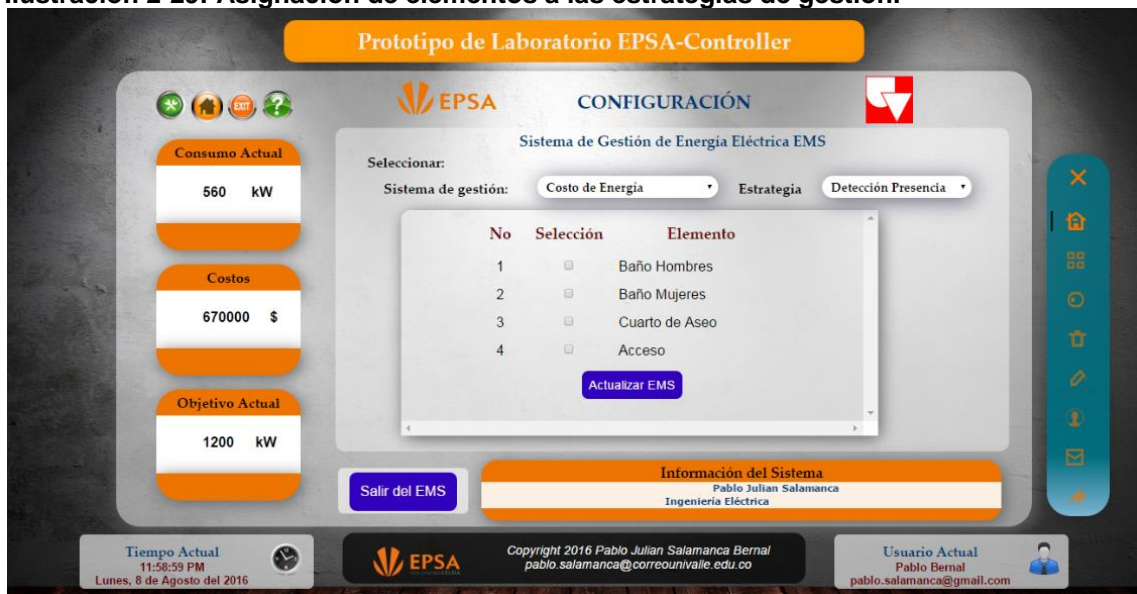 Ilustración 2-29. Asignación de elementos a las estrategias de gestión.
Prototipo de Laboratorio EPSA-Controller
EXIT
EPSA
CONFIGURACIÓN
Consumo Actual
560 kW
Costos
670000 $
Objetivo Actual
1200 kW
Sistema de Gestión de Energía Eléctrica EMS
Seleccionar:
Sistema de gestión: Costo de Energía Estrategia Detección Presencia
No Selección Elemento
1 Baño Hombres
2 Baño Mujeres
3 Cuarto de Aseo
4 Acceso
Actualizar EMS
Salir del EMS
Información del Sistema
Pablo Julian Salamanca
Ingeniería Eléctrica
Tiempo Actual
11:58:59 PM
Lunes, 8 de Agosto del 2016
EPSA
Copyright 2016 Pablo Julian Salamanca Bernal
pablo.salamanca@correounivalle.edu.co
Usuario Actual
Pablo Bernal
pablo.salamanca@gmail.com